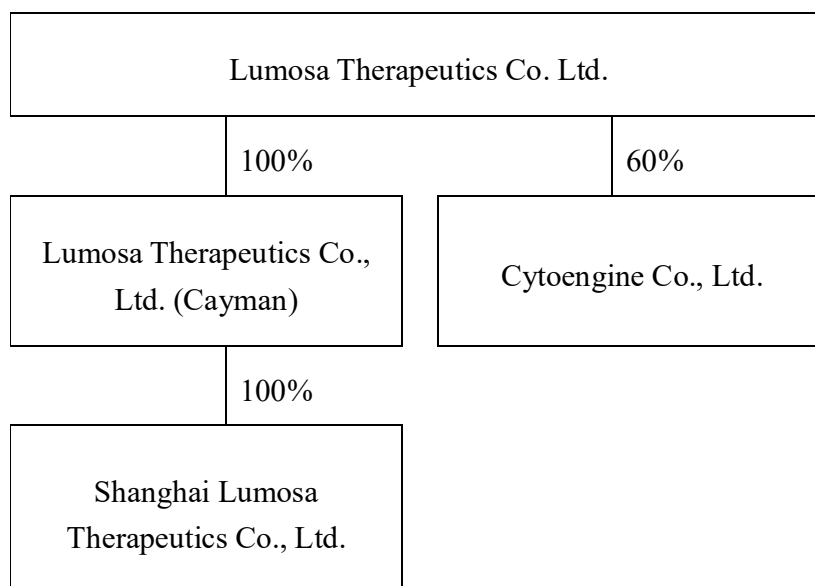 Lumosa Therapeutics Co. Ltd.
100%
60%
Lumosa Therapeutics Co.,
Ltd. (Cayman)
Cytoengine Co., Ltd.
100%
Shanghai Lumosa
Therapeutics Co., Ltd.